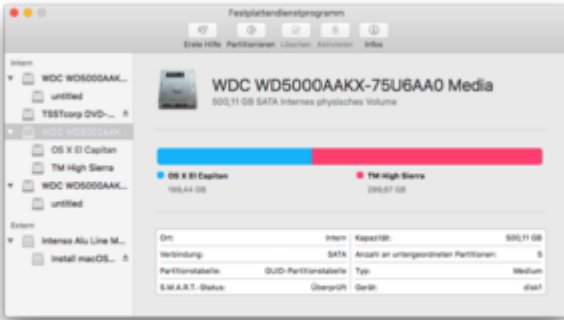 Festplattendienstprogramm
Erste Hilfe Partitionieren Löschen Aktivieren Infos
Intern
WDC WD5000AAK...
untitled
TSSTcorp DVD-...
WDC WD5000AAK...
OS X El Capitan
TM High Sierra
WDC WD5000AAK...
untitled
Extern
Intenso Alu Line M...
Install macOS...
WDC WD5000AAKX-75U6AA0 Media
500,11 GB SATA Internes physisches Volume
OS X El Capitan
199,44 GB
TM High Sierra
299,87 GB
Ort: Intern Kapazität: 500,11 GB
Verbindung: SATA Anzahl an untergeordneten Partitionen: 5
Partitionstabelle: GUID-Partitionstabelle Typ: Medium
S.M.A.R.T.-Status: Überprüft Gerät: disk1